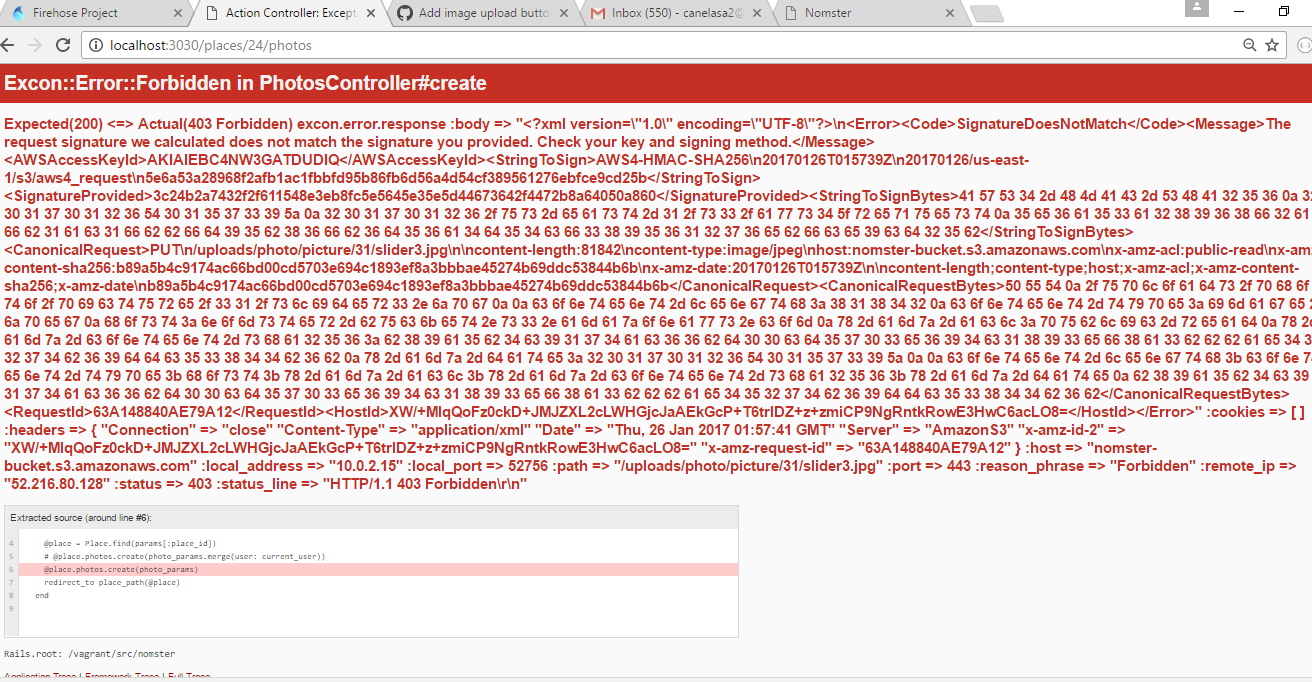 Firehose Project
Action Controller: Except
Add image upload butto
Inbox (550) - canelasa2@
Nomster
localhost:3030/places/24/photos
Excon::Error::Forbidden in PhotosController#create
Expected(200) <=> Actual(403 Forbidden) excon.error.response :body => "<?xml version=\"1.0\" encoding=\"UTF-8\"?>\n<Error><Code>SignatureDoesNotMatch</Code><Message>The
request signature we calculated does not match the signature you provided. Check your key and signing method.</Message>
<AWSAccessKeyId>AKIAIEBC4NW3GATDUDIQ</AWSAccessKeyId><StringToSign>AWS4-HMAC-SHA256\n20170126T015739Z\n20170126/us-east-
1/s3/aws4_request\n5e6a53a28968f2afb1ac1fbbfd95b86fb6d56a4d54cf389561276ebfce9cd25b</StringToSign>
<SignatureProvided>3c24b2a7432f2f611548e3eb8fc5e5645e35e5d44673642f4472b8a64050a860</SignatureProvided><StringToSignBytes>41 57 53 34 2d 48 4d 41 43 2d 53 48 41 32 35 36 0a 32
30 31 37 30 31 32 36 54 30 31 35 37 33 39 5a 0a 32 30 31 37 30 31 32 36 2f 75 73 2d 65 61 73 74 2d 31 2f 73 33 2f 61 77 73 34 5f 72 65 71 75 65 73 74 0a 35 65 36 61 35 33 61 32 38 39 36 38 66 32 61
66 62 31 61 63 31 66 62 62 66 64 39 35 62 38 36 66 62 36 64 35 36 61 34 64 35 34 63 66 33 38 39 35 36 31 32 37 36 65 62 66 63 65 39 63 64 32 35 62</StringToSignBytes>
<CanonicalRequest>PUT\n/uploads/photo/picture/31/slider3.jpg\n\ncontent-length:81842\ncontent-type:image/jpeg\nhost:nomster-bucket.s3.amazonaws.com\nx-amz-acl:public-read\nx-am
content-sha256:b89a5b4c9174ac66bd00cd5703e694c1893ef8a3bbbae45274b69ddc53844b6b\nx-amz-date:20170126T015739Z\n\ncontent-length;content-type;host;x-amz-acl;x-amz-content-
sha256;x-amz-date\nb89a5b4c9174ac66bd00cd5703e694c1893ef8a3bbbae45274b69ddc53844b6b</CanonicalRequest><CanonicalRequestBytes>50 55 54 0a 2f 75 70 6c 6f 61 64 73 2f 70 68 6f
74 6f 2f 70 69 63 74 75 72 65 2f 33 31 2f 73 6c 69 64 65 72 33 2e 6a 70 67 0a 0a 63 6f 6e 74 65 6e 74 2d 6c 65 6e 67 74 68 3a 38 31 38 34 32 0a 63 6f 6e 74 65 6e 74 2d 74 79 70 65 3a 69 6d 61 67 65 2
6a 70 65 67 0a 68 6f 73 74 3a 6e 6f 6d 73 74 65 72 2d 62 75 63 6b 65 74 2e 73 33 2e 61 6d 61 7a 6f 6e 61 77 73 2e 63 6f 6d 0a 78 2d 61 6d 7a 2d 61 63 6c 3a 70 75 62 6c 69 63 2d 72 65 61 64 0a 78 2d
61 6d 7a 2d 63 6f 6e 74 65 6e 74 2d 73 68 61 32 35 36 3a 62 38 39 61 35 62 34 63 39 31 37 34 61 63 36 36 62 64 30 30 63 64 35 37 30 33 65 36 39 34 63 31 38 39 33 65 66 38 61 33 62 62 62 61 65 34 3
32 37 34 62 36 39 64 64 63 35 33 38 34 34 62 36 62 0a 78 2d 61 6d 7a 2d 64 61 74 65 3a 32 30 31 37 30 31 32 36 54 30 31 35 37 33 39 5a 0a 0a 63 6f 6e 74 65 6e 74 2d 6c 65 6e 67 74 68 3b 63 6f 6e 7
65 6e 74 2d 74 79 70 65 3b 68 6f 73 74 3b 78 2d 61 6d 7a 2d 61 63 6c 3b 78 2d 61 6d 7a 2d 63 6f 6e 74 65 6e 74 2d 73 68 61 32 35 36 3b 78 2d 61 6d 7a 2d 64 61 74 65 0a 62 38 39 61 35 62 34 63 39
31 37 34 61 63 36 36 62 64 30 30 63 64 35 37 30 33 65 36 39 34 63 31 38 39 33 65 66 38 61 33 62 62 62 61 65 34 35 32 37 34 62 36 39 64 64 63 35 33 38 34 34 62 36 62</CanonicalRequestBytes>
<RequestId>63A148840AE79A12</RequestId><HostId>XW/+MlqQoFz0ckD+JMJZXL2cLWHGjcJaAEkGcP+T6trIDZ+z+zmiCP9NgRntkRowE3HwC6acLO8=</HostId></Error>" :cookies => [ ]
:headers => { "Connection" => "close" "Content-Type" => "application/xml" "Date" => "Thu, 26 Jan 2017 01:57:41 GMT" "Server" => "AmazonS3" "x-amz-id-2" =>
"XW/+MlqQoFz0ckD+JMJZXL2cLWHGjcJaAEkGcP+T6trIDZ+z+zmiCP9NgRntkRowE3HwC6acLO8=" "x-amz-request-id" => "63A148840AE79A12" } :host => "nomster-
bucket.s3.amazonaws.com" :local_address => "10.0.2.15" :local_port => 52756 :path => "/uploads/photo/picture/31/slider3.jpg" :port => 443 :reason_phrase => "Forbidden" :remote_ip =>
"52.216.80.128" :status => 403 :status_line => "HTTP/1.1 403 Forbidden\r\n"
Extracted source (around line #6):
4 @place = Place.find(params[:place_id])
5 # @place.photos.create(photo_params.merge(user: current_user))
6 @place.photos.create(photo_params)
7 redirect_to place_path(@place)
8 end
9
Rails.root: /vagrant/src/nomster
Application Trace | Framework Trace | Full Trace